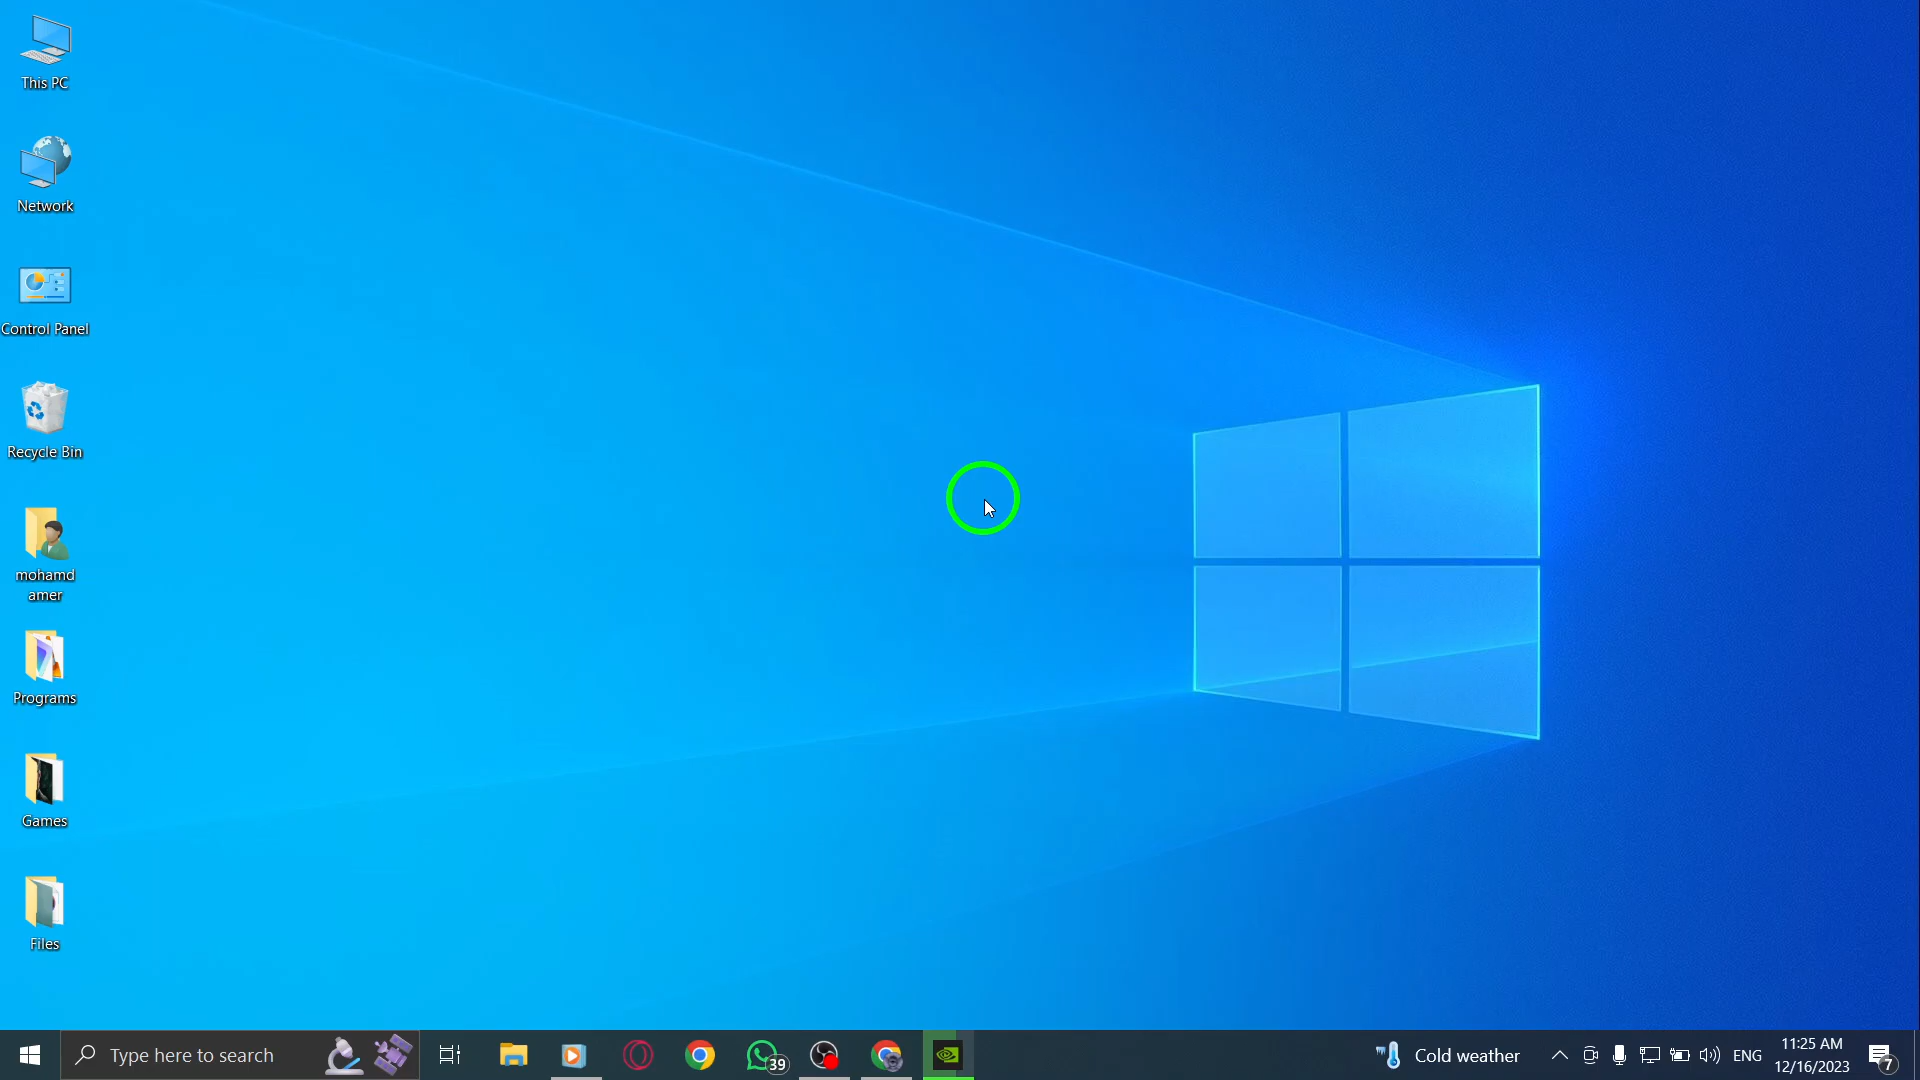 This PC
Network
Control Panel
Recycle Bin
mohamd
amer
Programs
Games
Files
Type here to search
39
Cold weather
ENG
11:25 AM
12/16/2023
7